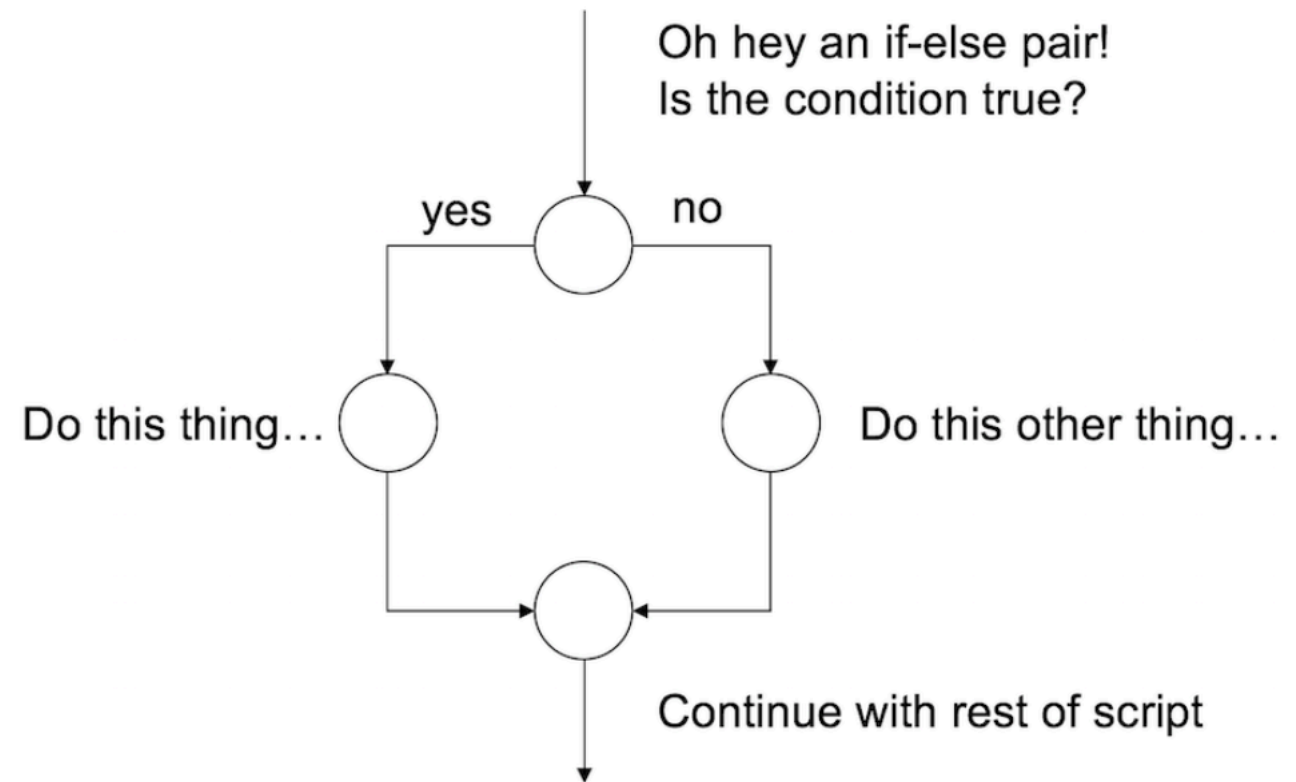 Oh hey an if-else pair!
Is the condition true?
yes
no
Do this thing…
Do this other thing…
Continue with rest of script